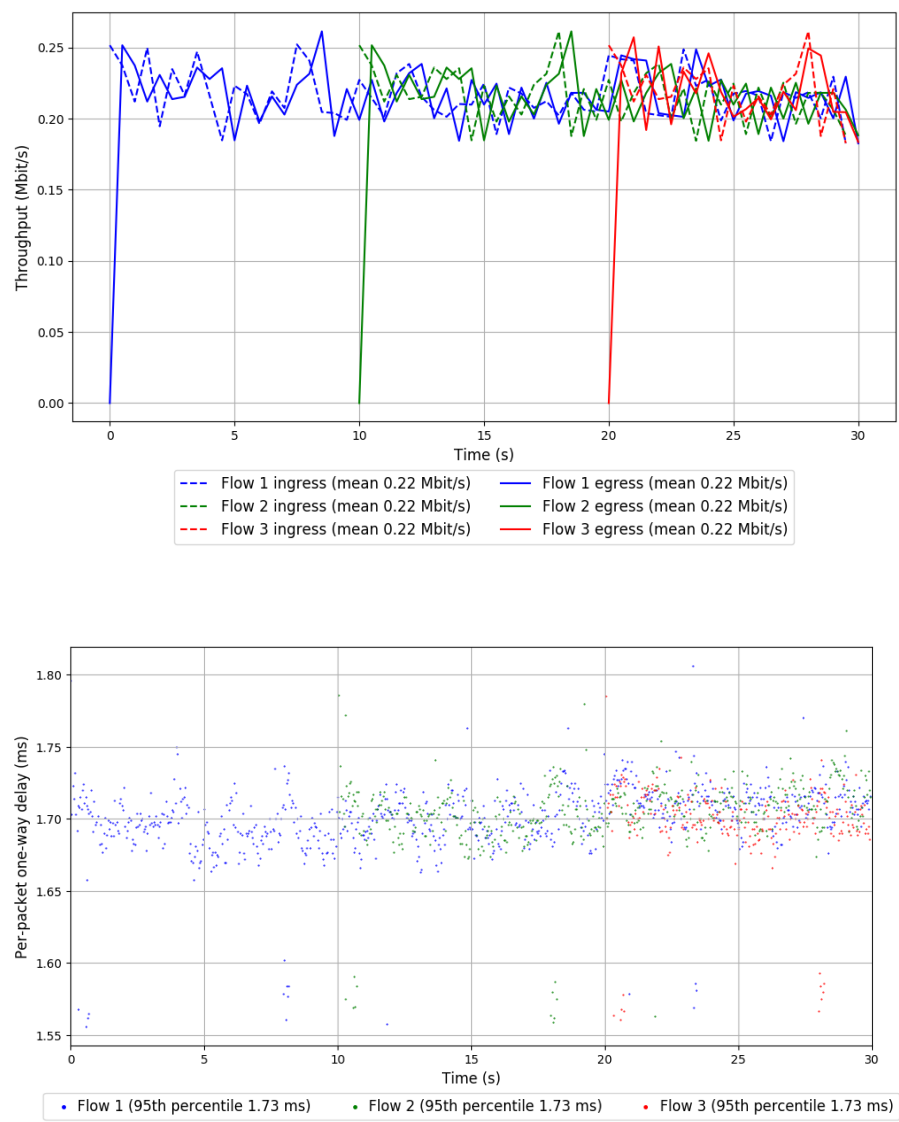 0.25
0.20
0.15
0.10
0.05
0.00
Throughput (Mbit/s)
0 5 10 15 20 25 30
Time (s)
Flow 1 ingress (mean 0.22 Mbit/s) Flow 1 egress (mean 0.22 Mbit/s)
Flow 2 ingress (mean 0.22 Mbit/s) Flow 2 egress (mean 0.22 Mbit/s)
Flow 3 ingress (mean 0.22 Mbit/s) Flow 3 egress (mean 0.22 Mbit/s)
1.80
1.75
1.70
1.65
1.60
1.55
Per-packet one-way delay (ms)
0 5 10 15 20 25 30
Time (s)
Flow 1 (95th percentile 1.73 ms) Flow 2 (95th percentile 1.73 ms) Flow 3 (95th percentile 1.73 ms)